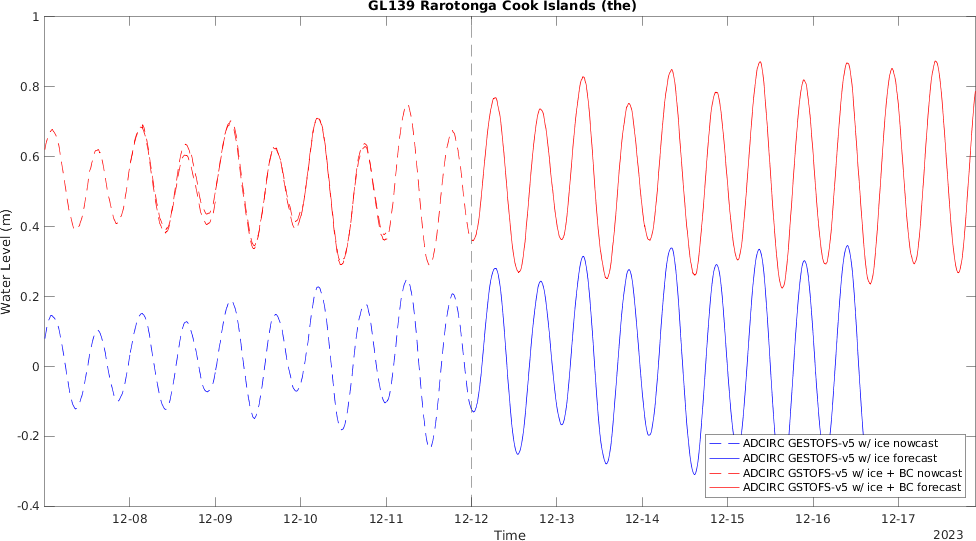 GL139 Rarotonga Cook Islands (the)
1
0.8
0.6
0.4
0.2
0
-0.2
-0.4
Water Level (m)
ADCIRC GESTOFS-v5 w/ ice nowcast
ADCIRC GESTOFS-v5 w/ ice forecast
ADCIRC GSTOFS-v5 w/ ice + BC nowcast
ADCIRC GSTOFS-v5 w/ ice + BC forecast
12-08 12-09 12-10 12-11 12-12 12-13 12-14 12-15 12-16 12-17
Time
2023